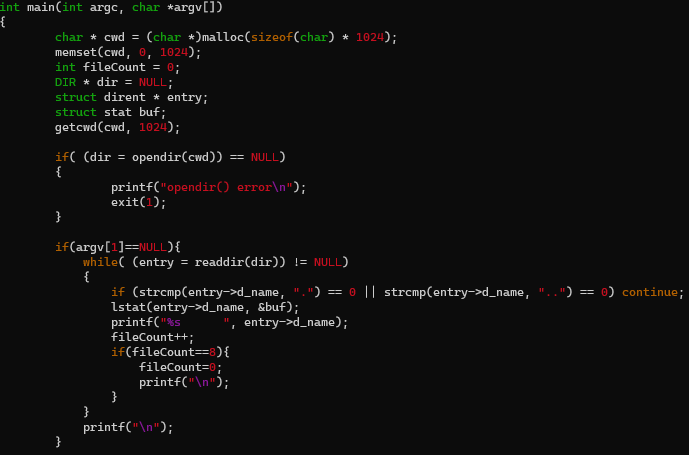 int main(int argc, char *argv[])
{
        char * cwd = (char *)malloc(sizeof(char) * 1024);
        memset(cwd, 0, 1024);
        int fileCount = 0;
        DIR * dir = NULL;
        struct dirent * entry;
        struct stat buf;
        getcwd(cwd, 1024);

        if( (dir = opendir(cwd)) == NULL)
        {
                printf("opendir() error\n");
                exit(1);
        }

        if(argv[1]==NULL){
            while( (entry = readdir(dir)) != NULL)
            {
                if (strcmp(entry->d_name, ".") == 0 || strcmp(entry->d_name, "..") == 0) continue;
                lstat(entry->d_name, &buf);
                printf("%s      ", entry->d_name);
                fileCount++;
                if(fileCount==8){
                    fileCount=0;
                    printf("\n");
                }
            }
            printf("\n");
        }